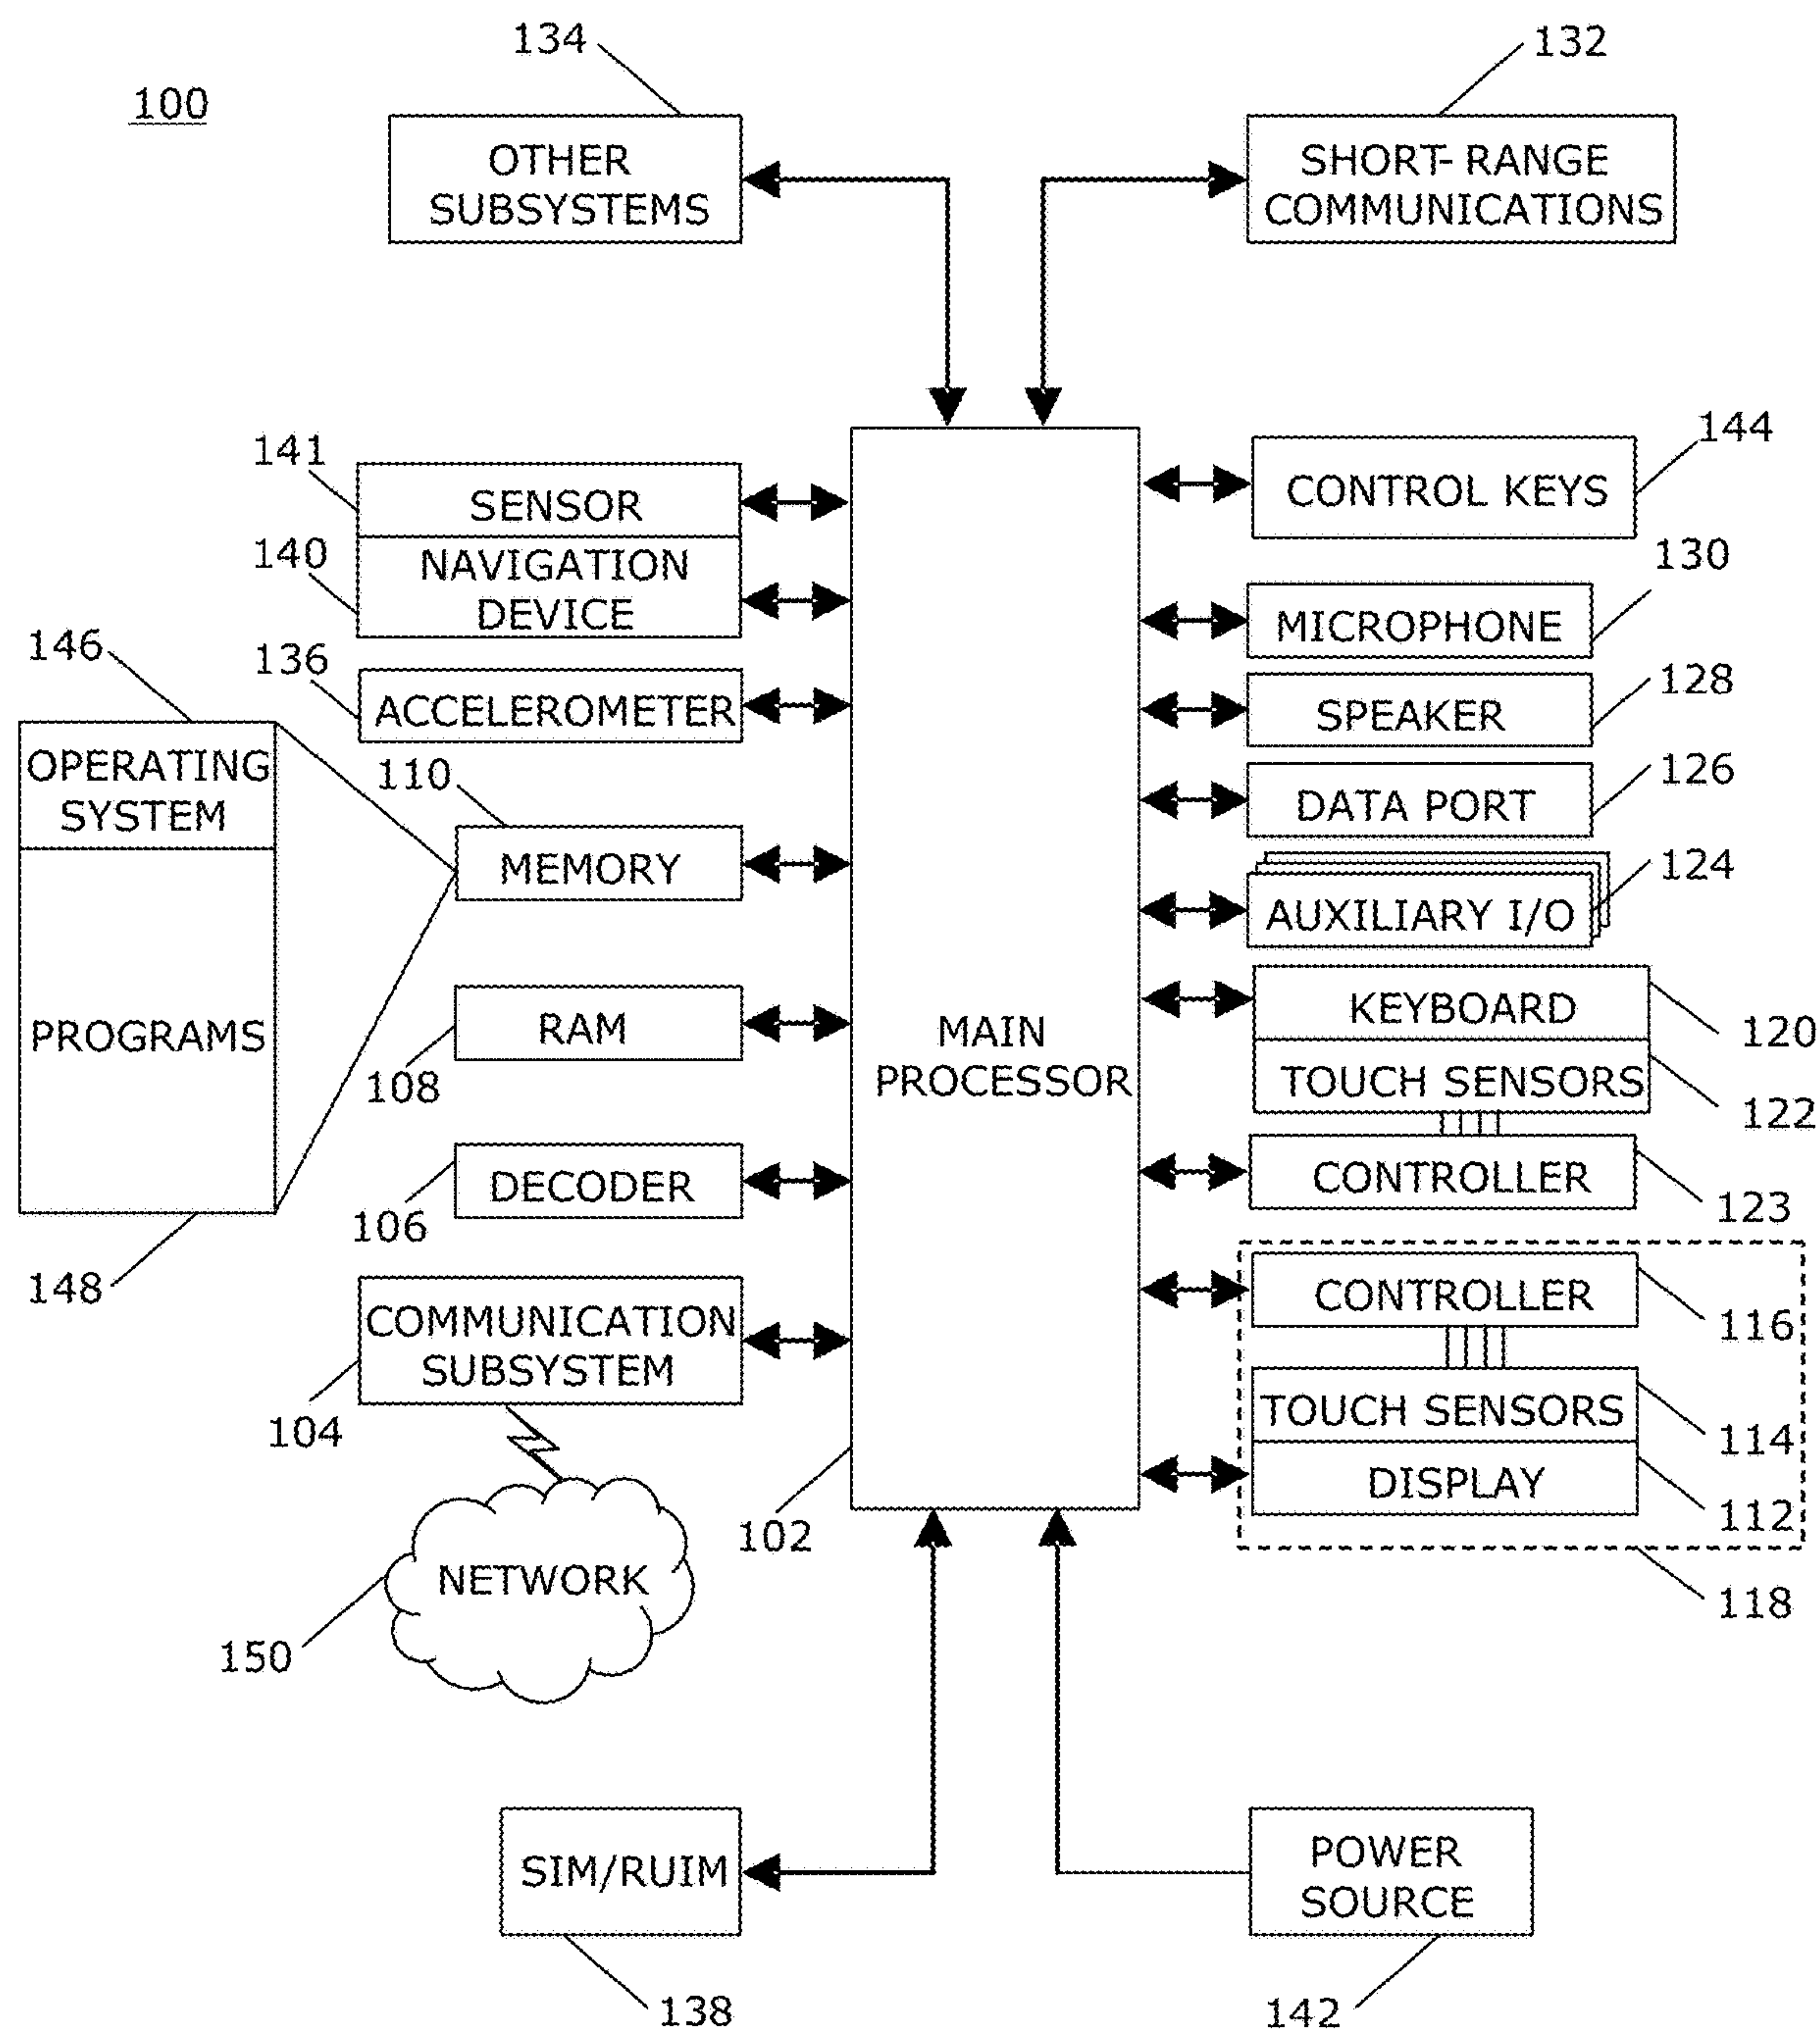 134
132
100
OTHER
SUBSYSTEMS
SHORT- RANGE
COMMUNICATIONS
141
SENSOR
140
NAVIGATION
DEVICE
146
136
ACCELEROMETER
OPERATING
SYSTEM
110
MEMORY
PROGRAMS
RAM
108
DECODER
106
148
COMMUNICATION
SUBSYSTEM
104
NETWORK
150
MAIN
PROCESSOR
102
144
CONTROL KEYS
130
MICROPHONE
128
SPEAKER
126
DATA PORT
124
AUXILIARY I/O
KEYBOARD
120
TOUCH SENSORS
122
CONTROLLER
123
CONTROLLER
116
TOUCH SENSORS
114
DISPLAY
112
118
SIM/RUIM
138
POWER
SOURCE
142